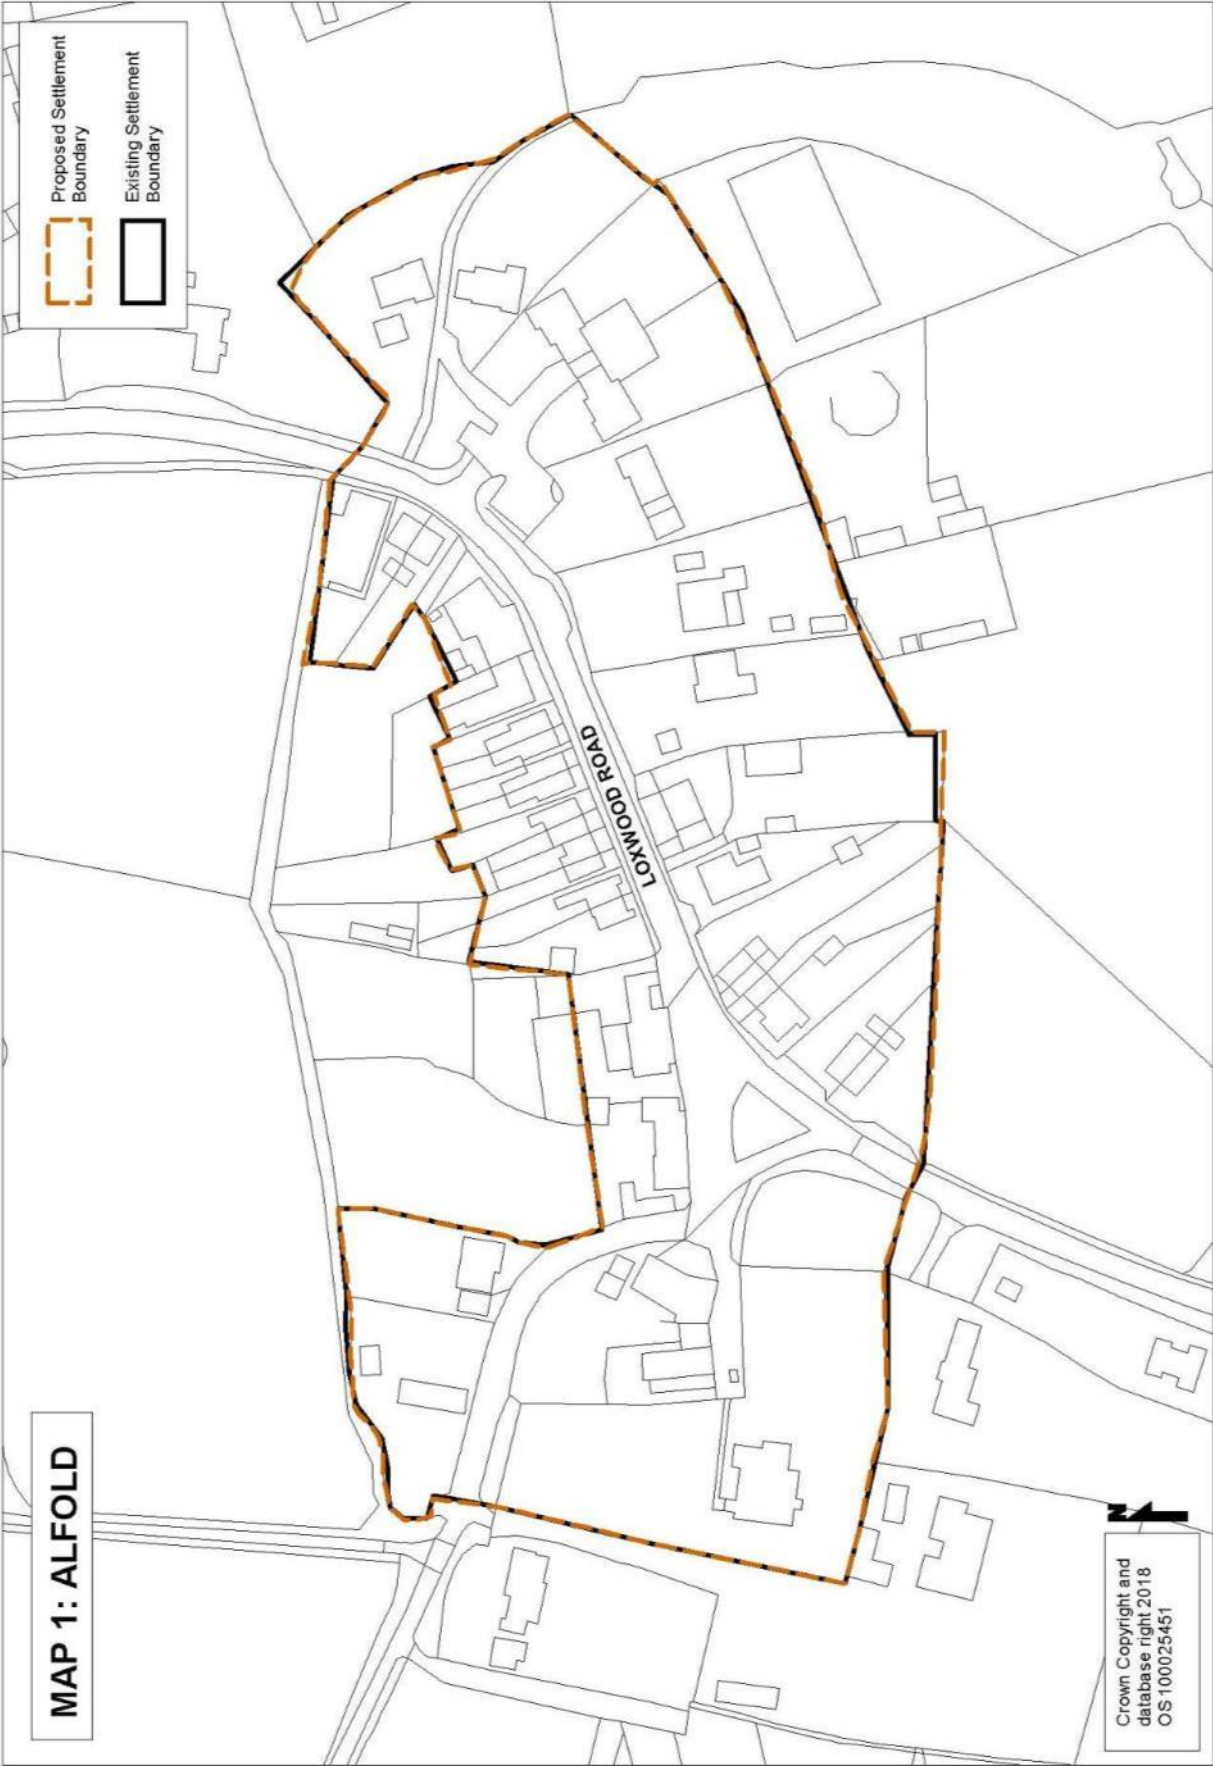 MAP 1: ALFOLD
Proposed Settlement
Boundary
Existing Settlement
Boundary
LOXWOOD ROAD
N
Crown Copyright and
database right 2018
OS 100025451